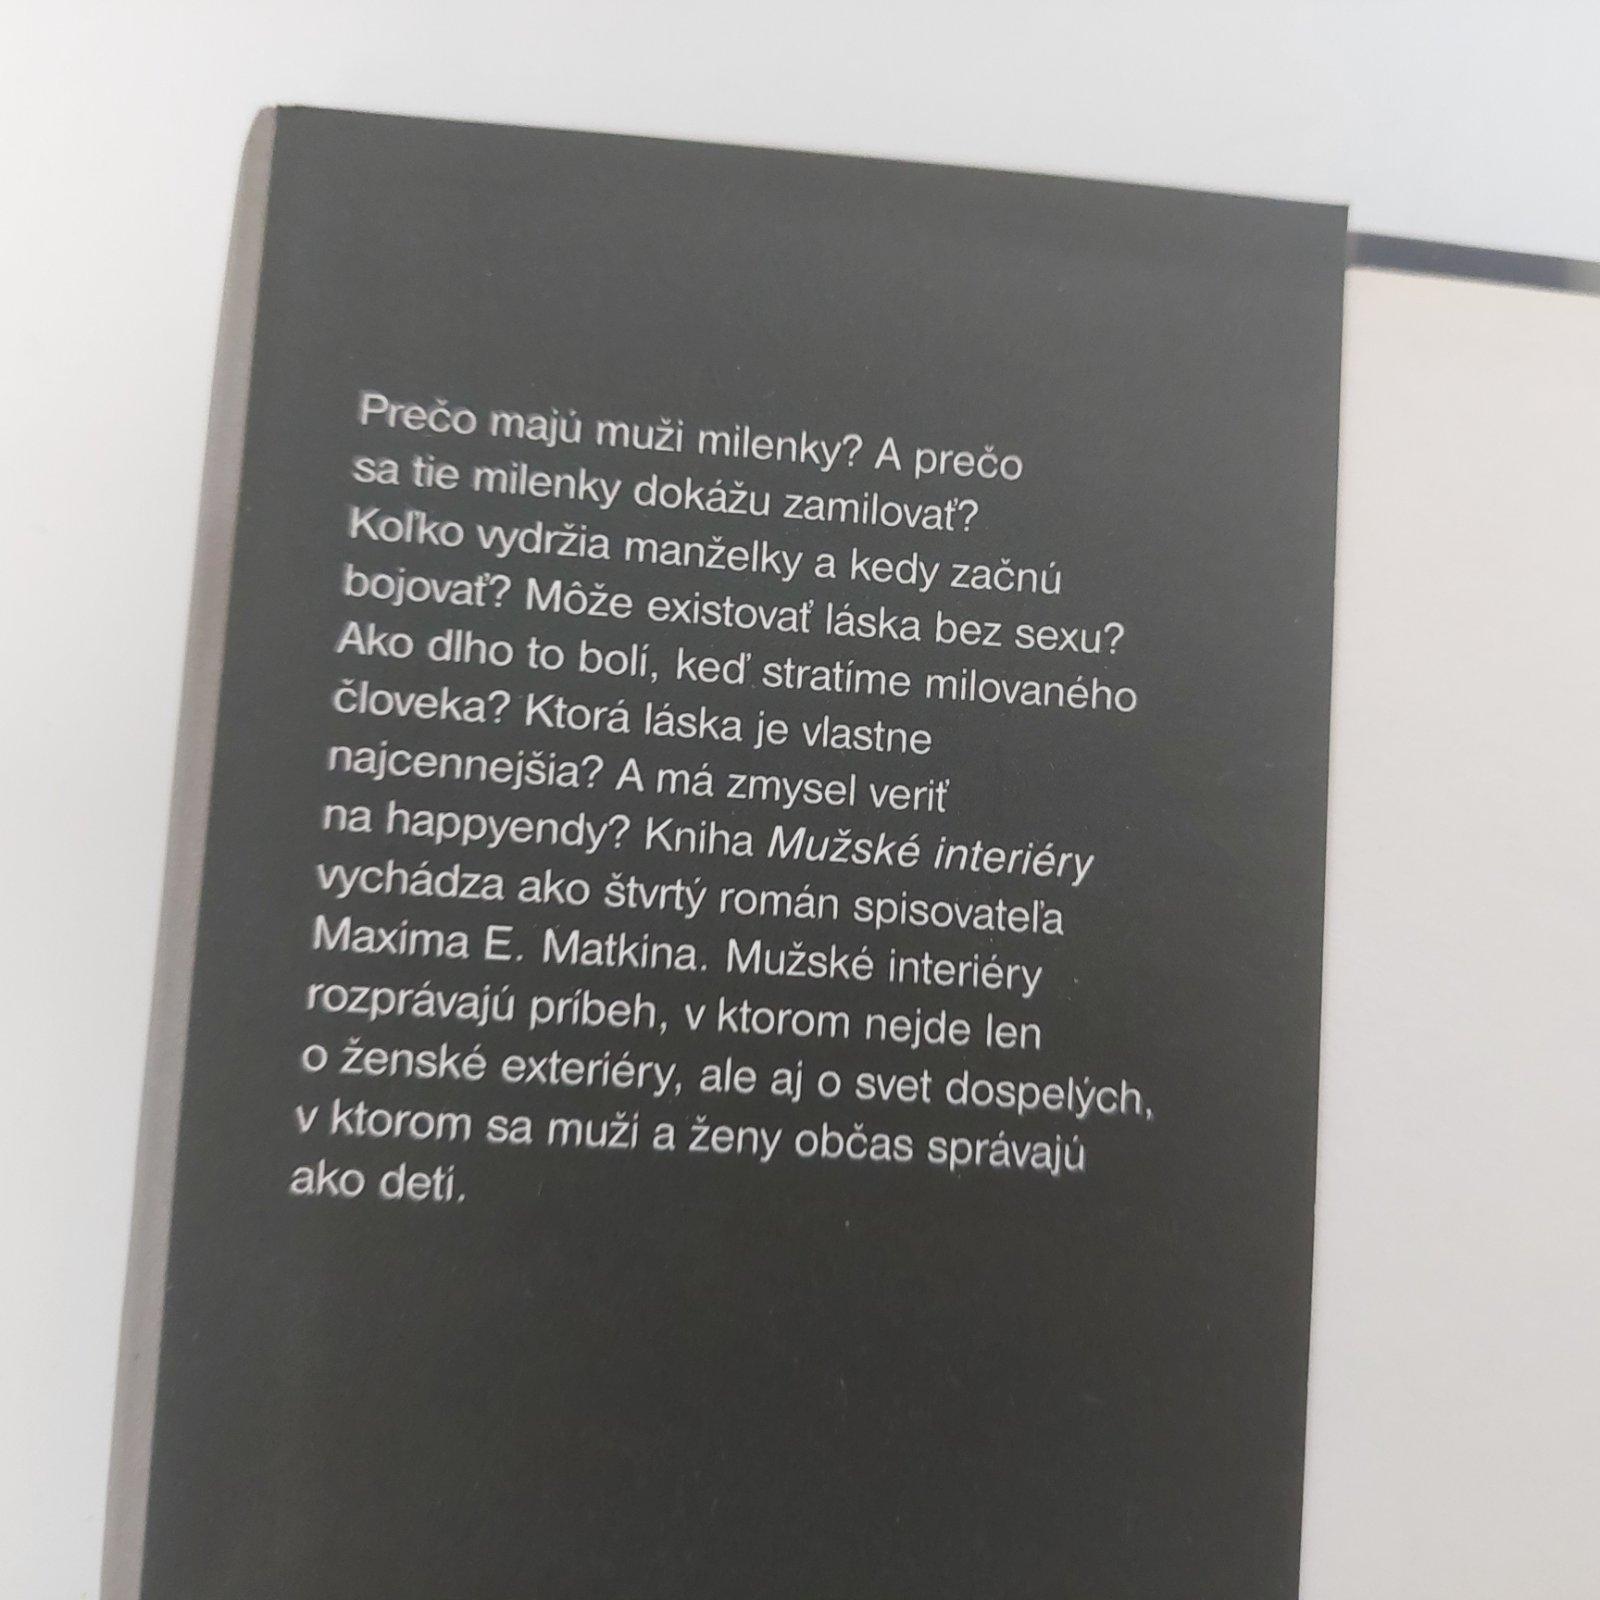 Prečo majú muži milenky? A prečo
sa tie milenky dokážu zamilovať?
Koľko vydržia manželky a kedy začnú
bojovať? Môže existovať láska bez sexu?
Ako dlho to bolí, keď stratíme milovaného
človeka? Ktorá láska je vlastne
najcennejšia? A má zmysel veriť
na happyendy? Kniha Mužské interiéry
vychádza ako štvrtý román spisovateľa
Maxima E. Matkina. Mužské interiéry
rozprávajú príbeh, v ktorom nejde len
o ženské exteriéry, ale aj o svet dospelých,
v ktorom sa muži a ženy občas správajú
ako deti.